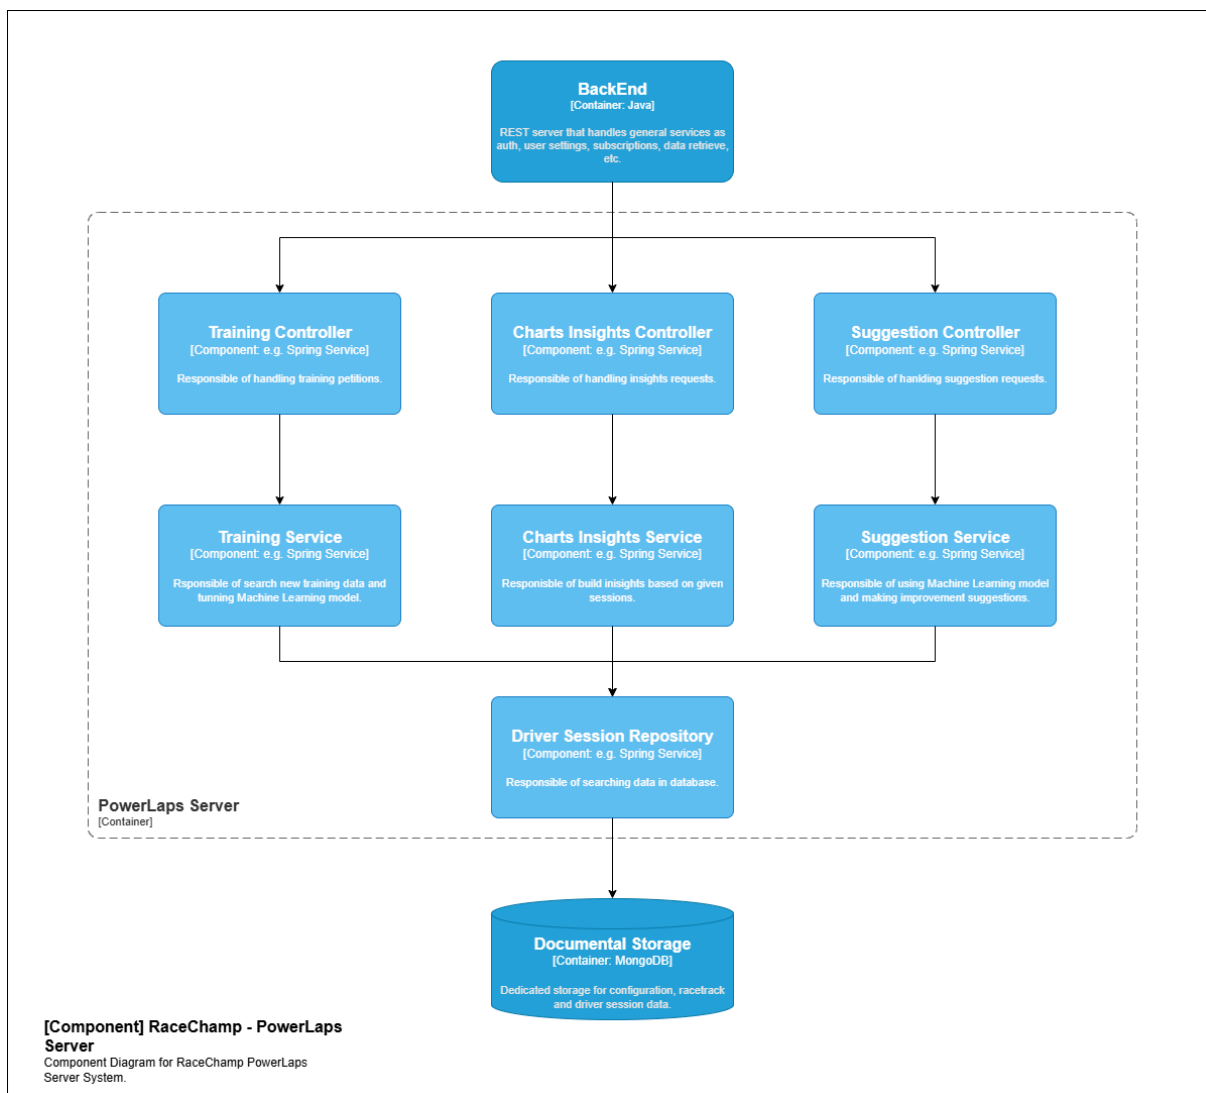 BackEnd
[Container: Java]
REST server that handles general services as
auth, user settings, subscriptions, data retrieve,
etc.
Training Controller
[Component: e.g. Spring Service]
Responsible of handling training petitions.
Charts Insights Controller
[Component: e.g. Spring Service]
Responsible of handling insights requests.
Suggestion Controller
[Component: e.g. Spring Service]
Responsible of hanlding suggestion requests.
Training Service
[Component: e.g. Spring Service]
Rsponsible of search new training data and
tunning Machine Learning model.
Charts Insights Service
[Component: e.g. Spring Service]
Responisble of build inisights based on given
sessions.
Suggestion Service
[Component: e.g. Spring Service]
Responsible of using Machine Learning model
and making improvement suggestions.
Driver Session Repository
[Component: e.g. Spring Service]
Responsible of searching data in database.
PowerLaps Server
[Container]
Documental Storage
[Container: MongoDB]
Dedicated storage for configuration, racetrack
and driver session data.
[Component] RaceChamp - PowerLaps
Server
Component Diagram for RaceChamp PowerLaps
Server System.